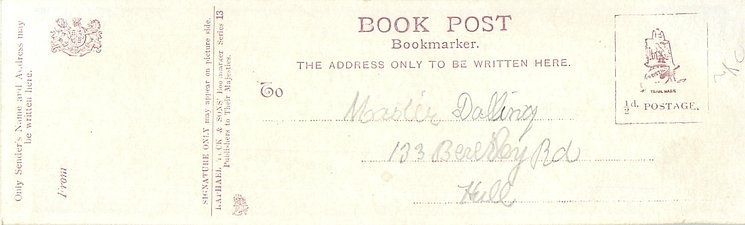 Only Sender's Name and Address may
be written here.
From
SIGNATURE ONLY may appear on picture side.
RAPHAEL TUCK & SONS' Bookmarker Series 13
Publishers to Their Majesties.
BOOK POST
Bookmarker.
THE ADDRESS ONLY TO BE WRITTEN HERE.
To
Master Dalling
133 Rd
Hull
½d. POSTAGE.